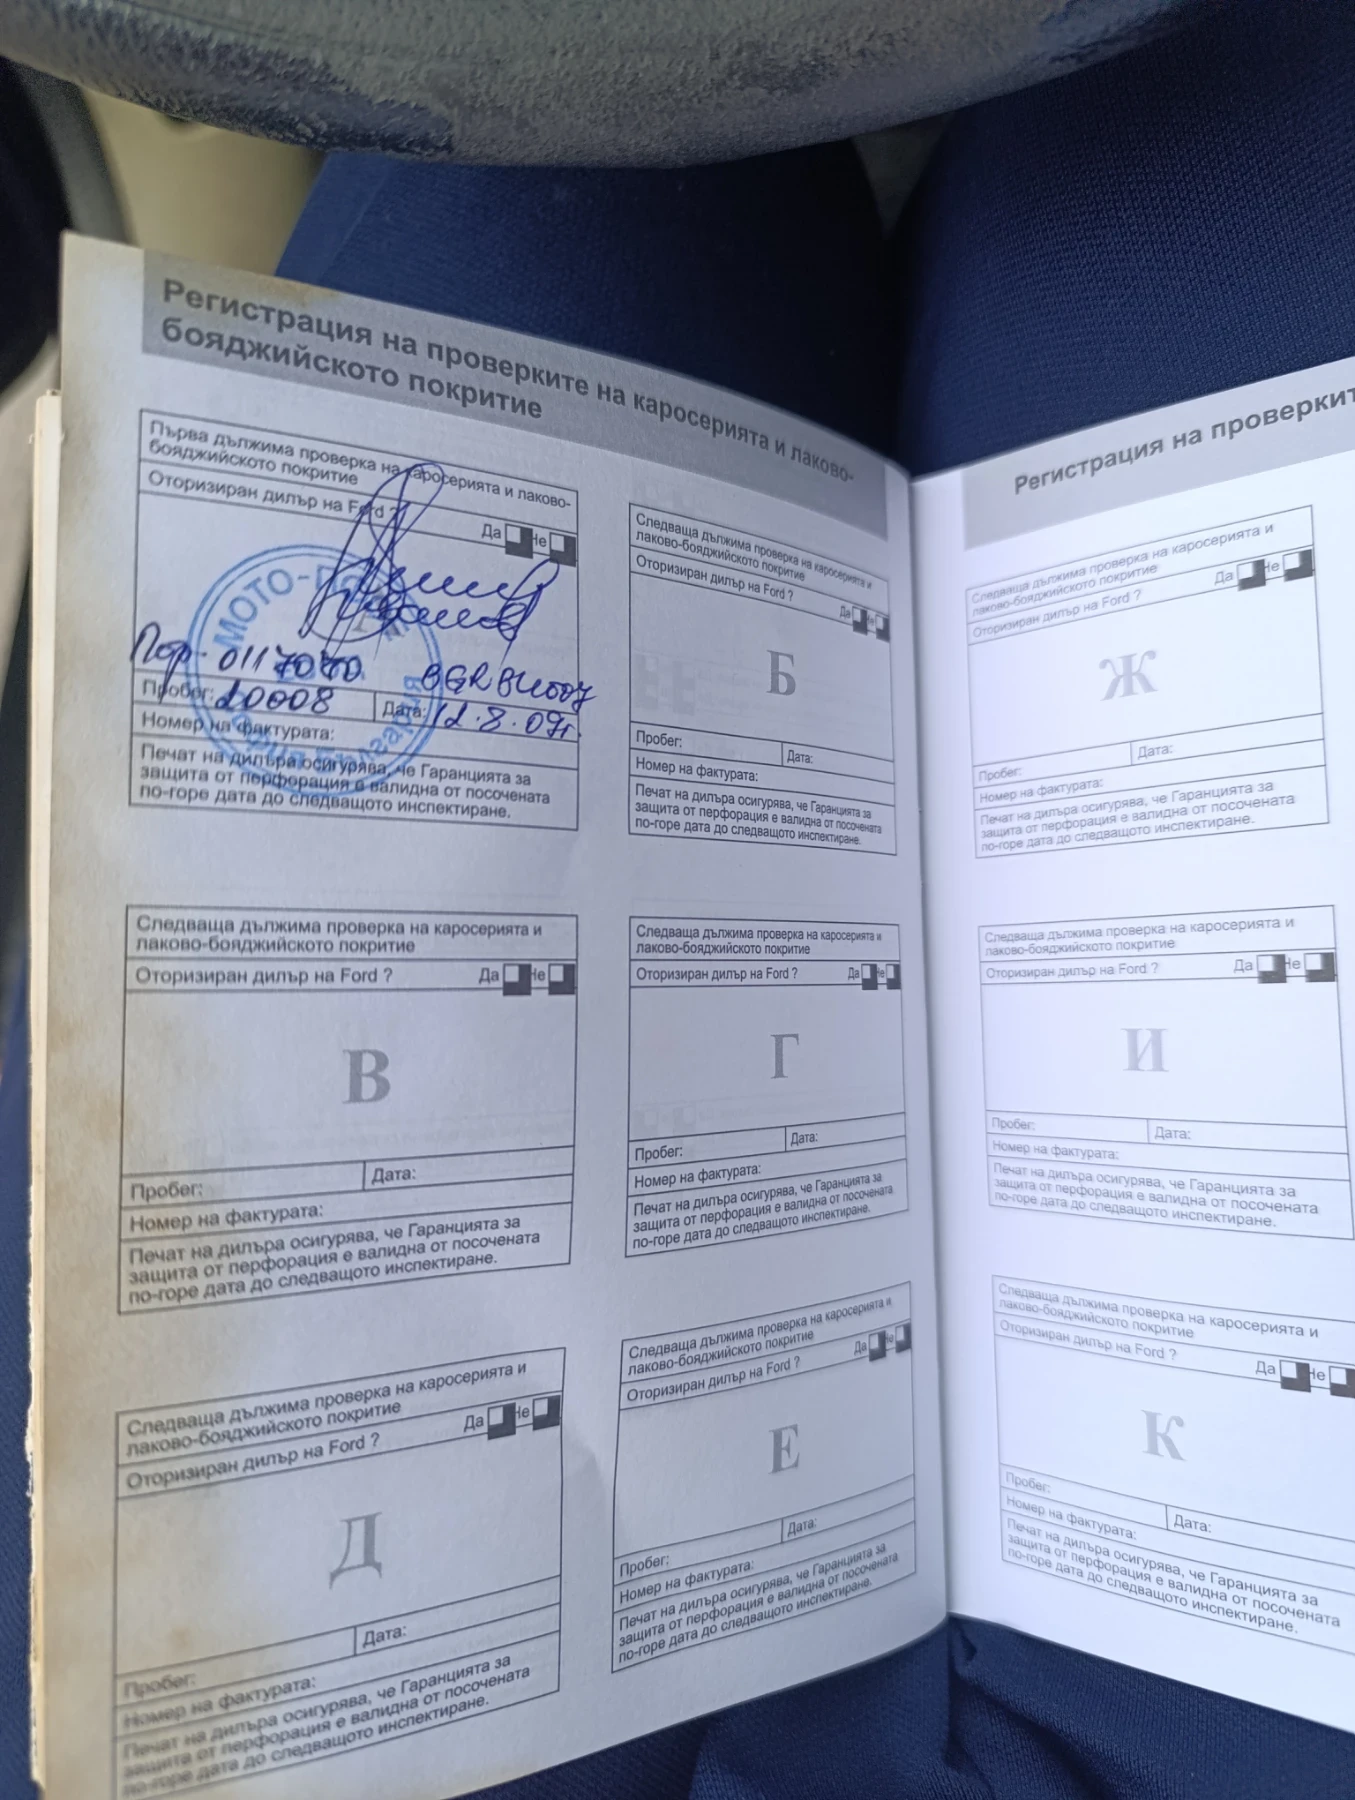 Регистрация на проверките на каросерията и лаково-
бояджийското покритие
Първа дължима проверка на каросерията и лаково-
бояджийското покритие
Оторизиран дилър на Ford ?
Да Не
МОТО-
Пор.
Пробег: 20008 Дата: 12.8.09г.
Номер на фактурата:
Печат на дилъра осигурява, че Гаранцията за
защита от перфорация е валидна от посочената
по-горе дата до следващото инспектиране.
Следваща дължима проверка на каросерията и
лаково-бояджийското покритие
Оторизиран дилър на Ford ?
Да Не
Б
Пробег: Дата:
Номер на фактурата:
Печат на дилъра осигурява, че Гаранцията за
защита от перфорация е валидна от посочената
по-горе дата до следващото инспектиране.
Следваща дължима проверка на каросерията и
лаково-бояджийското покритие
Оторизиран дилър на Ford ? Да Не
В
Пробег: Дата:
Номер на фактурата:
Печат на дилъра осигурява, че Гаранцията за
защита от перфорация е валидна от посочената
по-горе дата до следващото инспектиране.
Следваща дължима проверка на каросерията и
лаково-бояджийското покритие
Оторизиран дилър на Ford ? Да Не
Г
Пробег: Дата:
Номер на фактурата:
Печат на дилъра осигурява, че Гаранцията за
защита от перфорация е валидна от посочената
по-горе дата до следващото инспектиране.
Следваща дължима проверка на каросерията и
лаково-бояджийското покритие
Оторизиран дилър на Ford ? Да Не
Д
Пробег: Дата:
Номер на фактурата:
Печат на дилъра осигурява, че Гаранцията за
защита от перфорация е валидна от посочената
по-горе дата до следващото инспектиране.
Следваща дължима проверка на каросерията и
лаково-бояджийското покритие
Оторизиран дилър на Ford ? Да Не
Е
Пробег: Дата:
Номер на фактурата:
Печат на дилъра осигурява, че Гаранцията за
защита от перфорация е валидна от посочената
по-горе дата до следващото инспектиране.
Регистрация на проверкит
Следваща дължима проверка на каросерията и
лаково-бояджийското покритие
Оторизиран дилър на Ford ? Да Не
Ж
Пробег: Дата:
Номер на фактурата:
Печат на дилъра осигурява, че Гаранцията за
защита от перфорация е валидна от посочената
по-горе дата до следващото инспектиране.
Следваща дължима проверка на каросерията и
лаково-бояджийското покритие
Оторизиран дилър на Ford ? Да Не
И
Пробег: Дата:
Номер на фактурата:
Печат на дилъра осигурява, че Гаранцията за
защита от перфорация е валидна от посочената
по-горе дата до следващото инспектиране.
Следваща дължима проверка на каросерията и
лаково-бояджийското покритие
Оторизиран дилър на Ford ? Да Не
К
Пробег: Дата:
Номер на фактурата:
Печат на дилъра осигурява, че Гаранцията за
защита от перфорация е валидна от посочената
по-горе дата до следващото инспектиране.